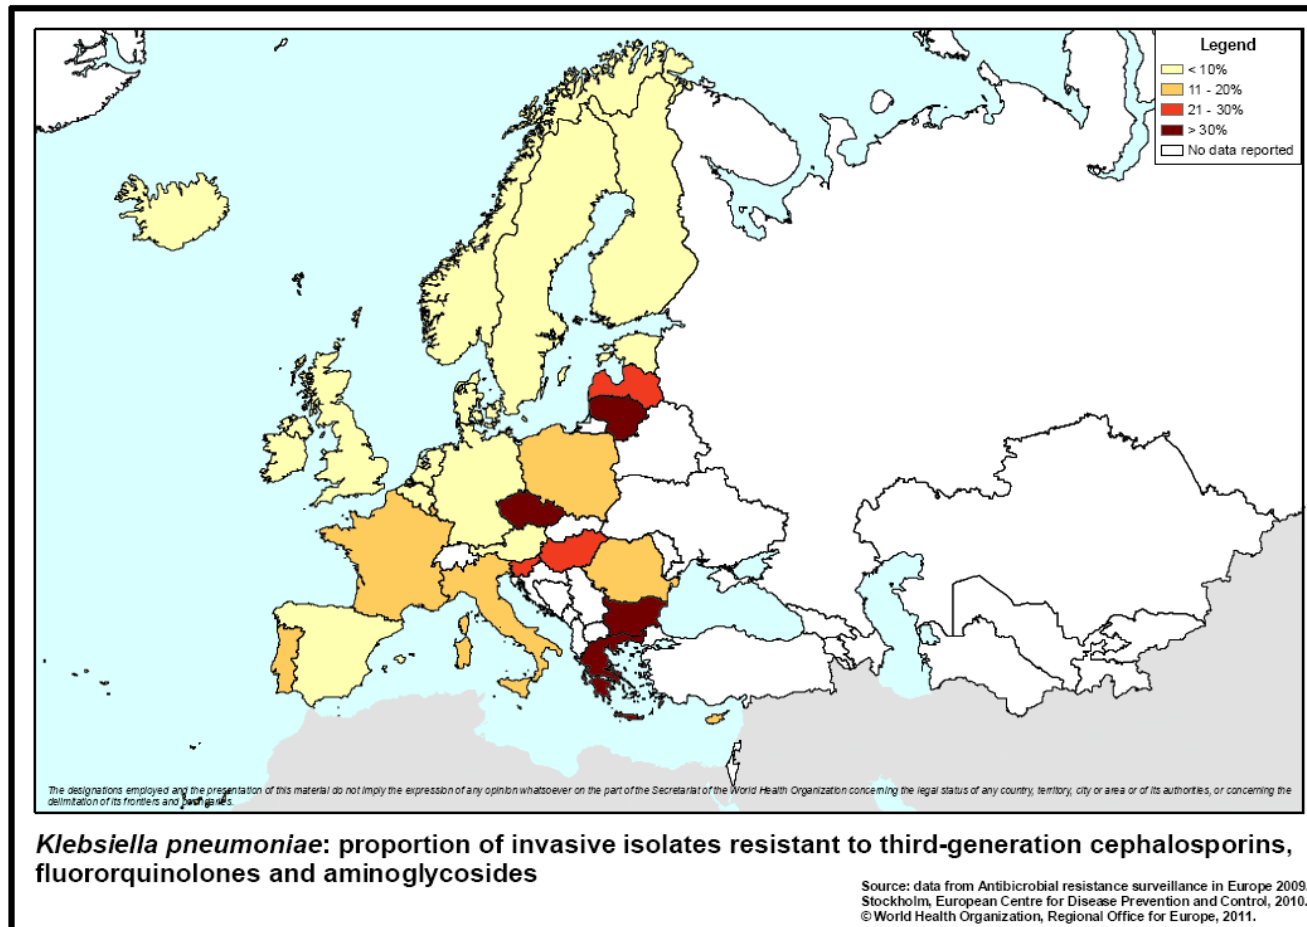 Legend
< 10%
11 - 20%
21 - 30%
> 30%
No data reported
The designations employed and the presentation of this material do not imply the expression of any opinion whatsoever on the part of the Secretariat of the World Health Organization concerning the legal status of any country, territory, city or area or of its authorities, or concerning the
delimitation of its frontiers and boundaries.
Klebsiella pneumoniae: proportion of invasive isolates resistant to third-generation cephalosporins,
fluororquinolones and aminoglycosides
Source: data from Antibicrobial resistance surveillance in Europe 2009.
Stockholm, European Centre for Disease Prevention and Control, 2010.
© World Health Organization, Regional Office for Europe, 2011.